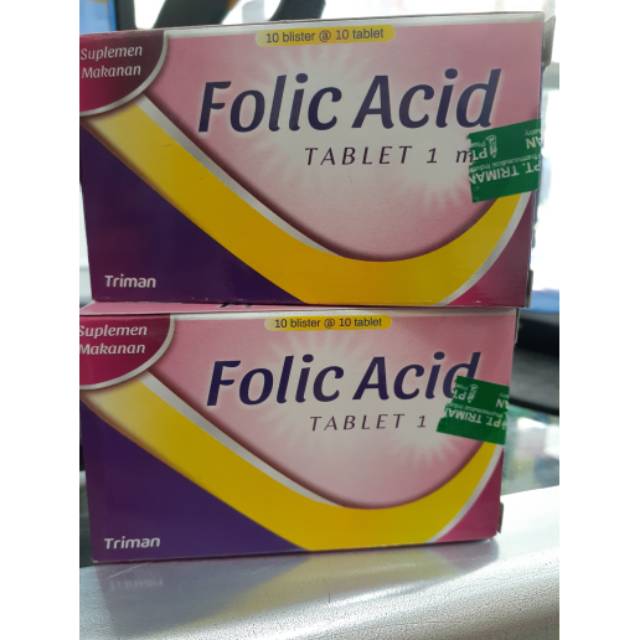 Suplemen
Makanan
10 blister @ 10 tablet
Folic Acid
TABLET 1 m
PT. TRIMAN
Triman
Suplemen
Makanan
10 blister @ 10 tablet
Folic Acid
TABLET 1
PT. TRIMAN
Triman